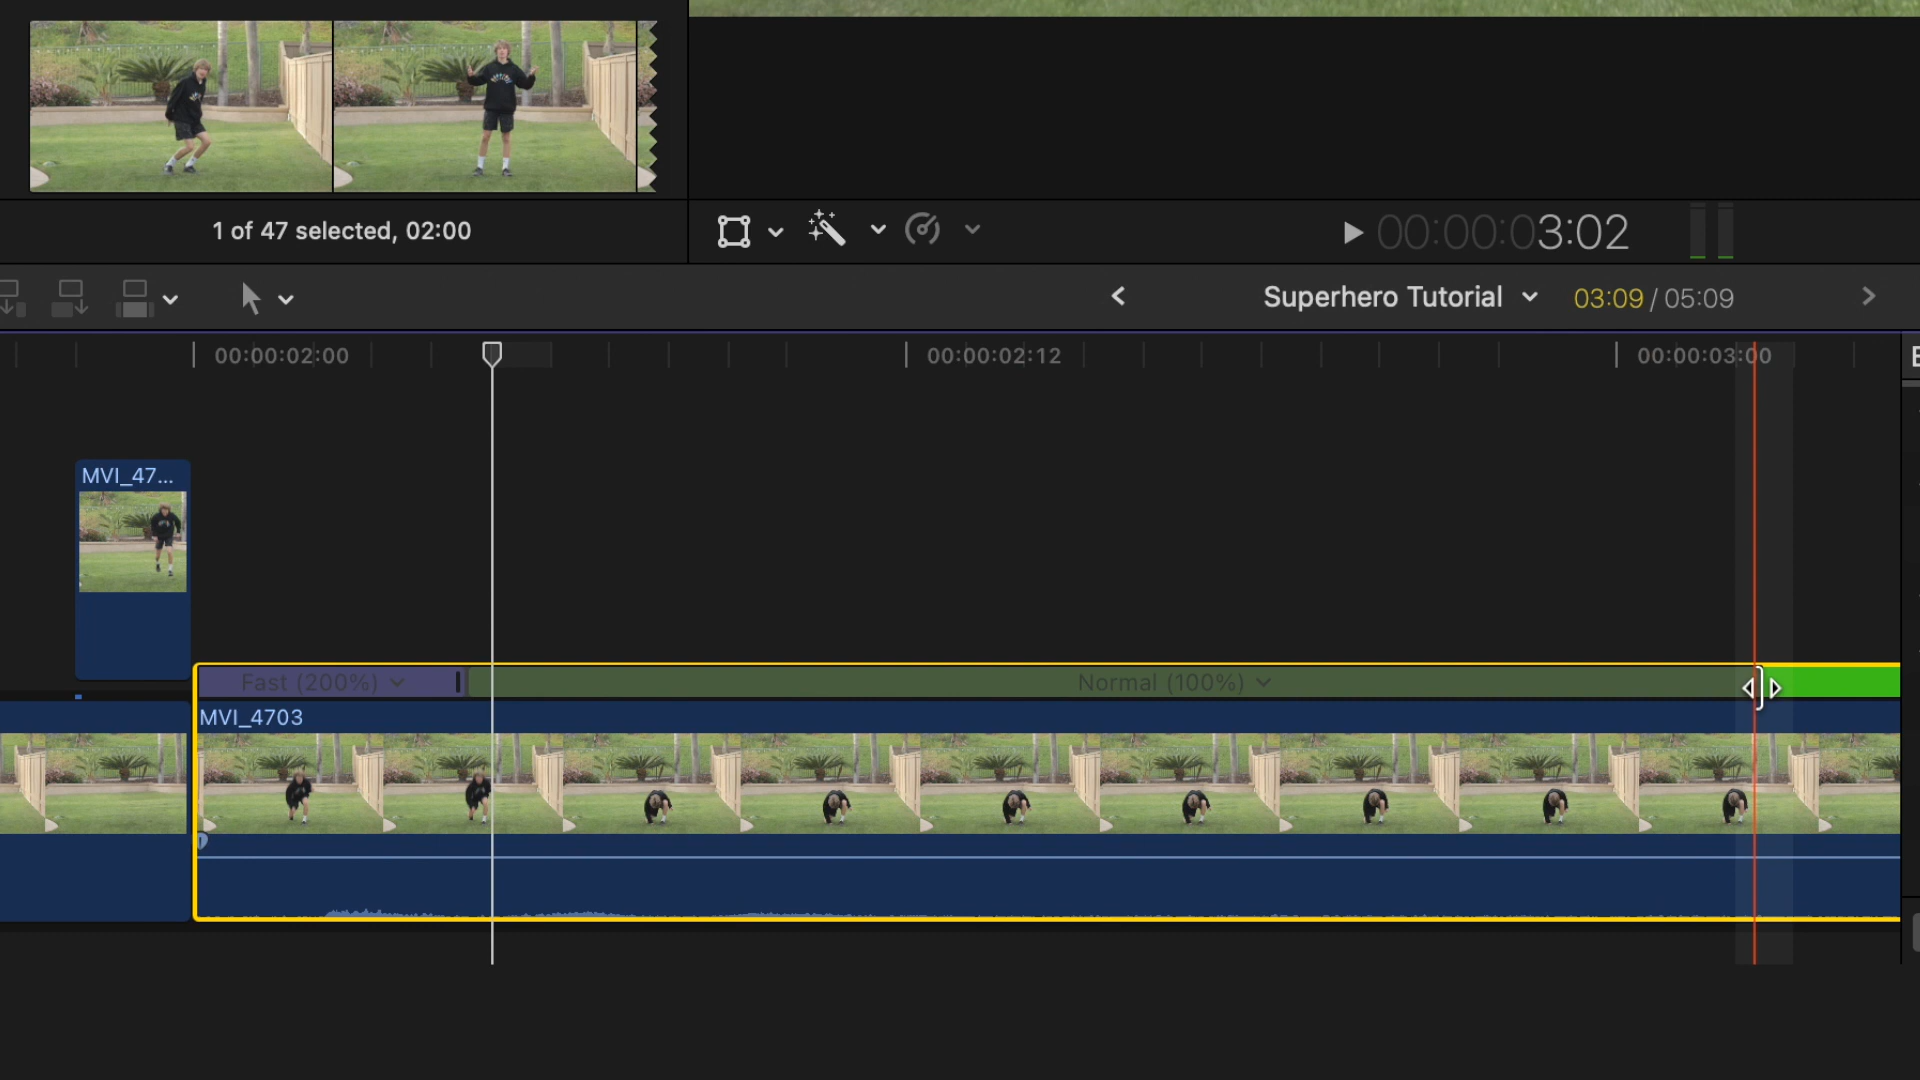 1 of 47 selected, 02:00
00:00:03:02
Superhero Tutorial
03:09 / 05:09
00:00:02:00
00:00:02:12
00:00:03:00
MVI_47...
Fast (200%)
Normal (100%)
MVI_4703